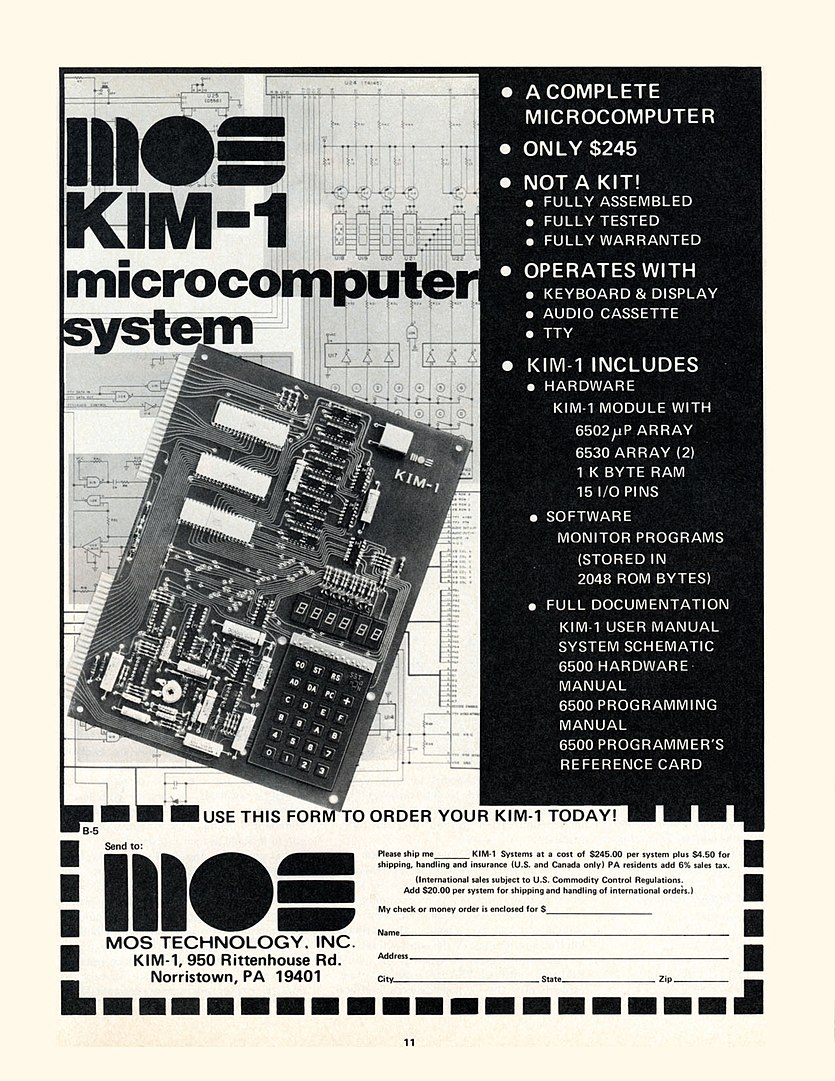 mos
KIM-1
microcomputer
system
• A COMPLETE
MICROCOMPUTER
• ONLY $245
• NOT A KIT!
• FULLY ASSEMBLED
• FULLY TESTED
• FULLY WARRANTED
• OPERATES WITH
• KEYBOARD & DISPLAY
• AUDIO CASSETTE
• TTY
• KIM-1 INCLUDES
• HARDWARE
KIM-1 MODULE WITH
6502 µP ARRAY
6530 ARRAY (2)
1 K BYTE RAM
15 I/O PINS
• SOFTWARE
MONITOR PROGRAMS
(STORED IN
2048 ROM BYTES)
• FULL DOCUMENTATION
KIM-1 USER MANUAL
SYSTEM SCHEMATIC
6500 HARDWARE
MANUAL
6500 PROGRAMMING
MANUAL
6500 PROGRAMMER'S
REFERENCE CARD
mos
KIM-1
GO ST RS
AD DA PC +
C D E F
8 9 A B
4 5 6 7
0 1 2 3
USE THIS FORM TO ORDER YOUR KIM-1 TODAY!
B-5
Send to:
mos
MOS TECHNOLOGY, INC.
KIM-1, 950 Rittenhouse Rd.
Norristown, PA 19401
Please ship me______ KIM-1 Systems at a cost of $245.00 per system plus $4.50 for
shipping, handling and insurance (U.S. and Canada only) PA residents add 6% sales tax.
(International sales subject to U.S. Commodity Control Regulations.
Add $20.00 per system for shipping and handling of international orders.)
My check or money order is enclosed for $
Name
Address
City State Zip
11